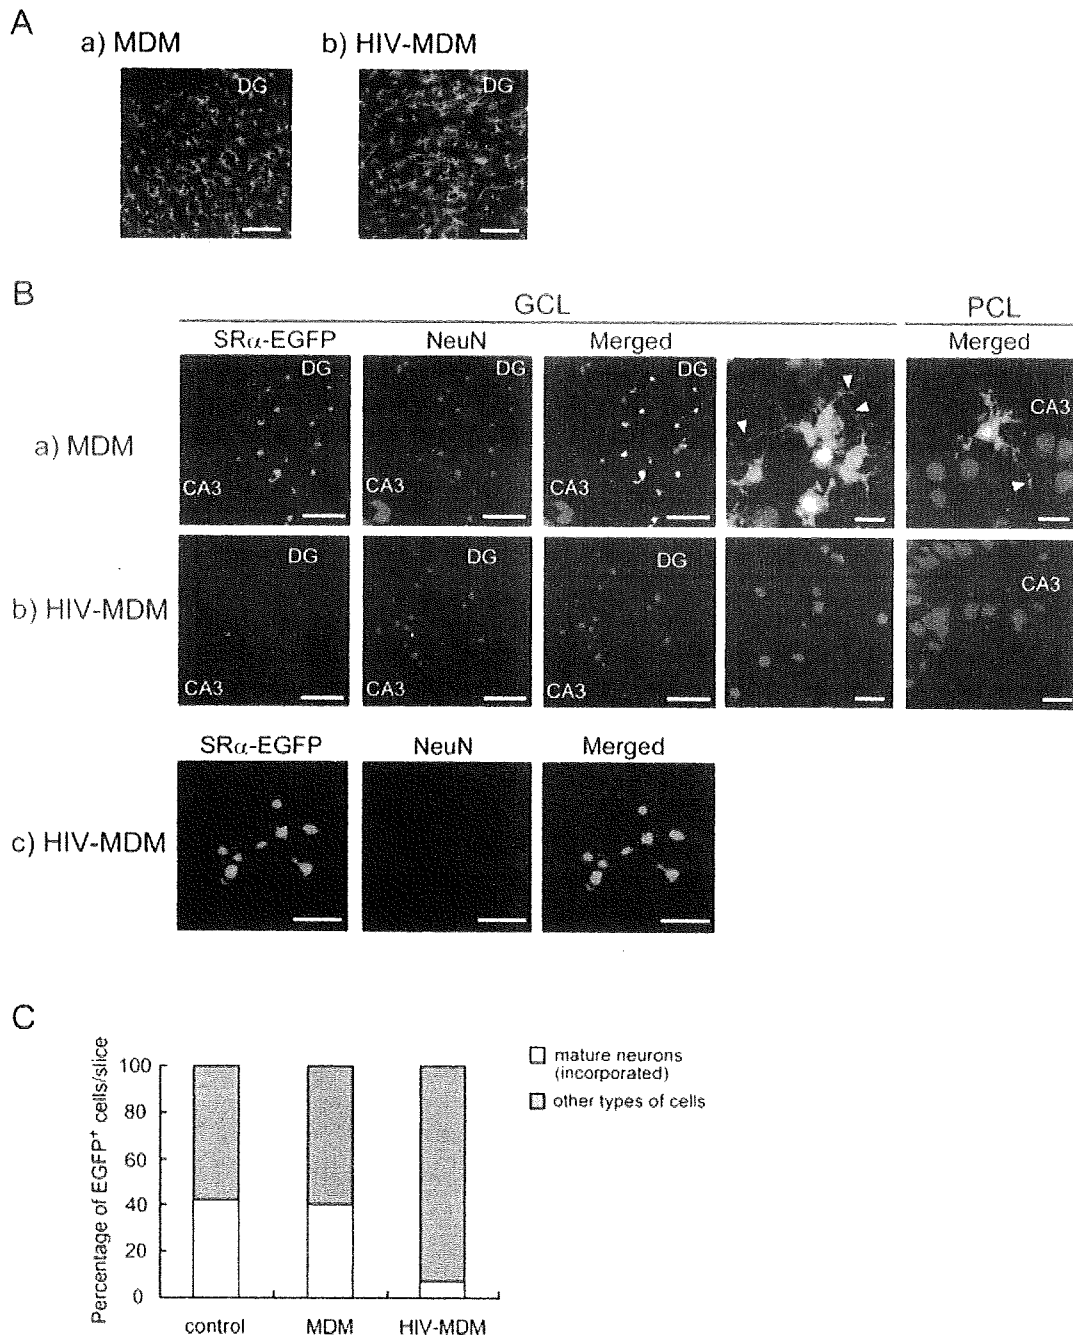 A
a) MDM
b) HIV-MDM
DG
DG
B
GCL
PCL
SRα-EGFP
NeuN
Merged
Merged
DG
DG
DG
CA3
a) MDM
CA3
CA3
CA3
DG
DG
DG
CA3
b) HIV-MDM
CA3
CA3
CA3
SRα-EGFP
NeuN
Merged
c) HIV-MDM
C
Percentage of EGFP⁺ cells/slice
100
80
60
40
20
0
control
MDM
HIV-MDM
mature neurons
(incorporated)
other types of cells